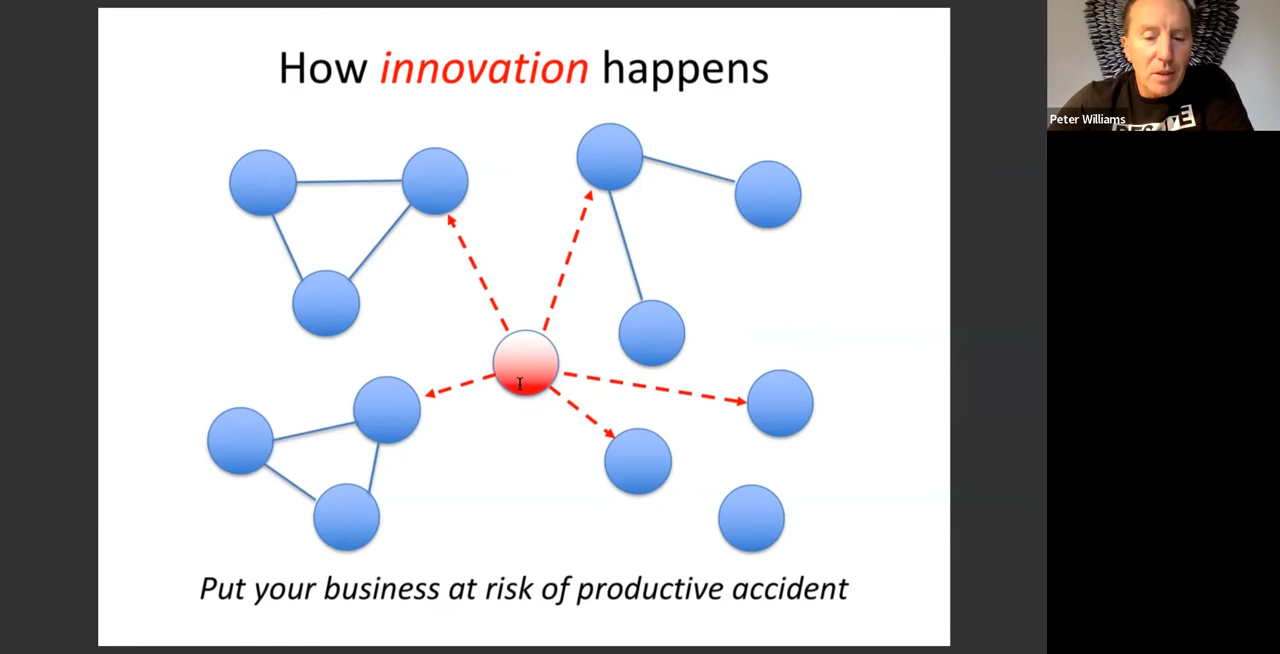 How innovation happens
Peter Williams
Put your business at risk of productive accident